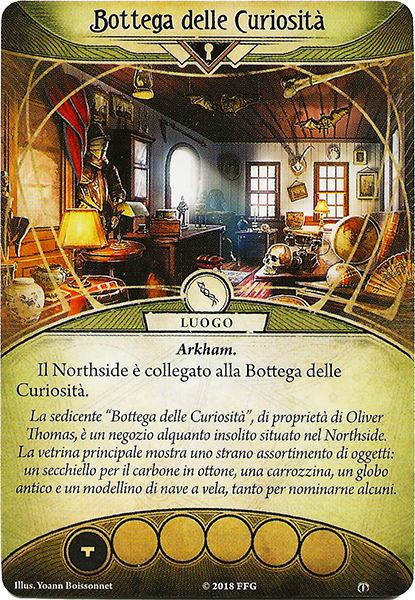 Bottega delle Curiosità
LUOGO
Arkham.
Il Northside è collegato alla Bottega delle
Curiosità.
La sedicente “Bottega delle Curiosità”, di proprietà di Oliver
Thomas, è un negozio alquanto insolito situato nel Northside.
La vetrina principale mostra uno strano assortimento di oggetti:
un secchiello per il carbone in ottone, una carrozzina, un globo
antico e un modellino di nave a vela, tanto per nominarne alcuni.
Illus. Yoann Boissonnet
© 2018 FFG